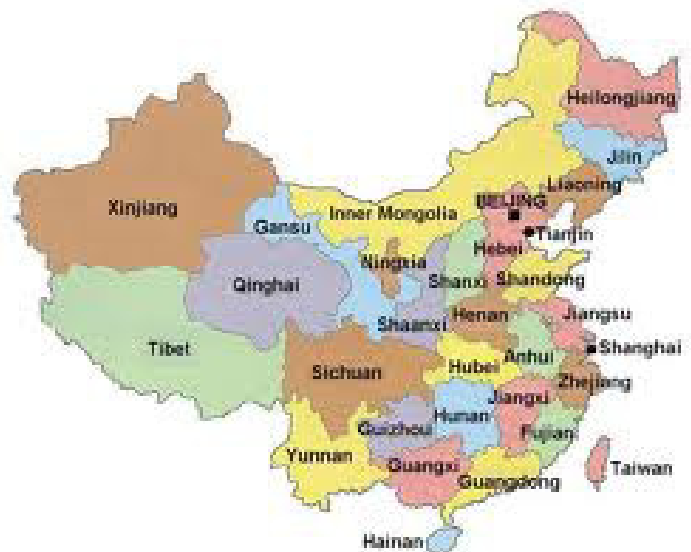 Heilongjiang
Jilin
Liaoning
BEIJING
Xinjiang
Inner Mongolia
Gansu
Tianjin
Hebei
Ningxia
Shanxi
Shandong
Qinghai
Jiangsu
Henan
Shaanxi
Shanghai
Tibet
Anhui
Hubei
Sichuan
Zhejiang
Jiangxi
Hunan
Guizhou
Fujian
Yunnan
Guangxi
Taiwan
Guangdong
Hainan